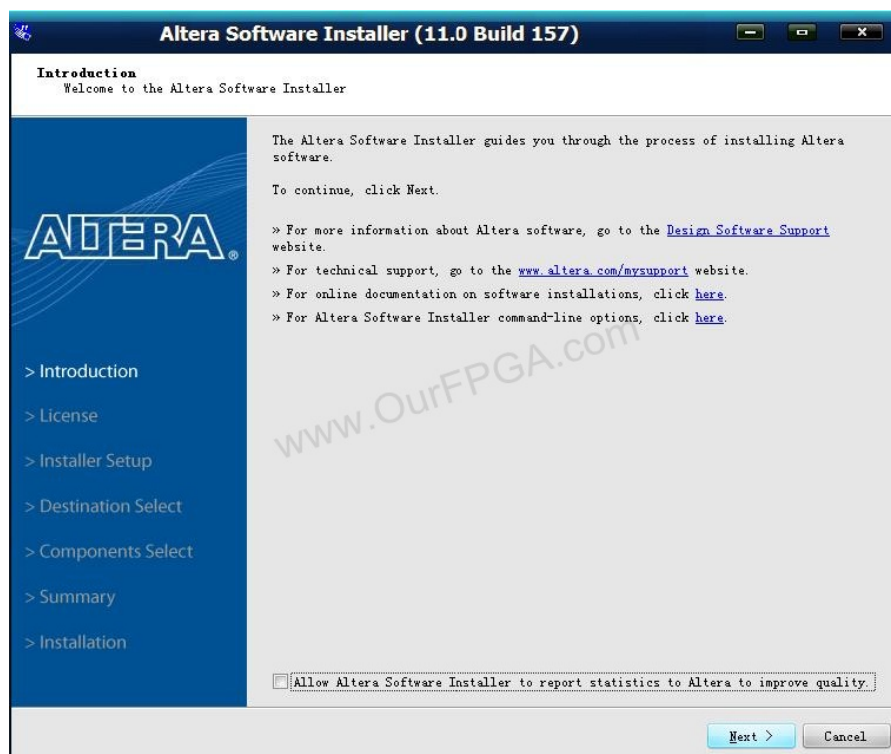 Altera Software Installer (11.0 Build 157)
Introduction
Welcome to the Altera Software Installer
The Altera Software Installer guides you through the process of installing Altera
software.
To continue, click Next.
» For more information about Altera software, go to the Design Software Support
website.
» For technical support, go to the www.altera.com/mysupport website.
» For online documentation on software installations, click here.
» For Altera Software Installer command-line options, click here.
ALTERA®
> Introduction
> License
> Installer Setup
> Destination Select
> Components Select
> Summary
> Installation
www.OurFPGA.com
Allow Altera Software Installer to report statistics to Altera to improve quality.
Next >
Cancel